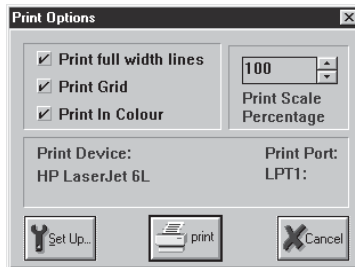 Print Options
Print full width lines
Print Grid
Print In Colour
100
Print Scale
Percentage
Print Device:
HP LaserJet 6L
Print Port:
LPT1:
Set Up...
print
Cancel